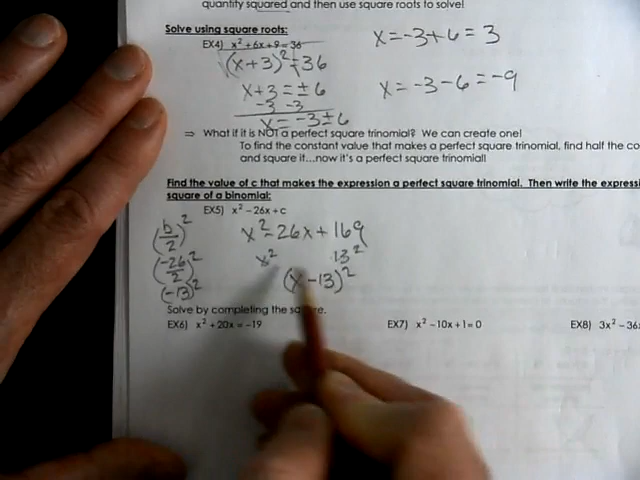 quantity squared and then use square roots to solve!
Solve using square roots:
EX4) x² + 6x + 9 = 36
(x+3)² = 36
x+3 = ±6
-3 -3
x = -3 ± 6
x = -3+6 = 3
x = -3-6 = -9
⇒ What if it is NOT a perfect square trinomial? We can create one!
To find the constant value that makes a perfect square trinomial, find half the
and square it…now it's a perfect square trinomial!
Find the value of c that makes the expression a perfect square trinomial. Then write the
square of a binomial:
EX5) x² – 26x + c
(b/2)²
(-26/2)²
(-13)²
x² - 26x + 169
x² 13²
(x - 13)²
Solve by completing the square.
EX6) x² + 20x = –19
EX7) x² – 10x + 1 = 0
EX8) 3x² – 36